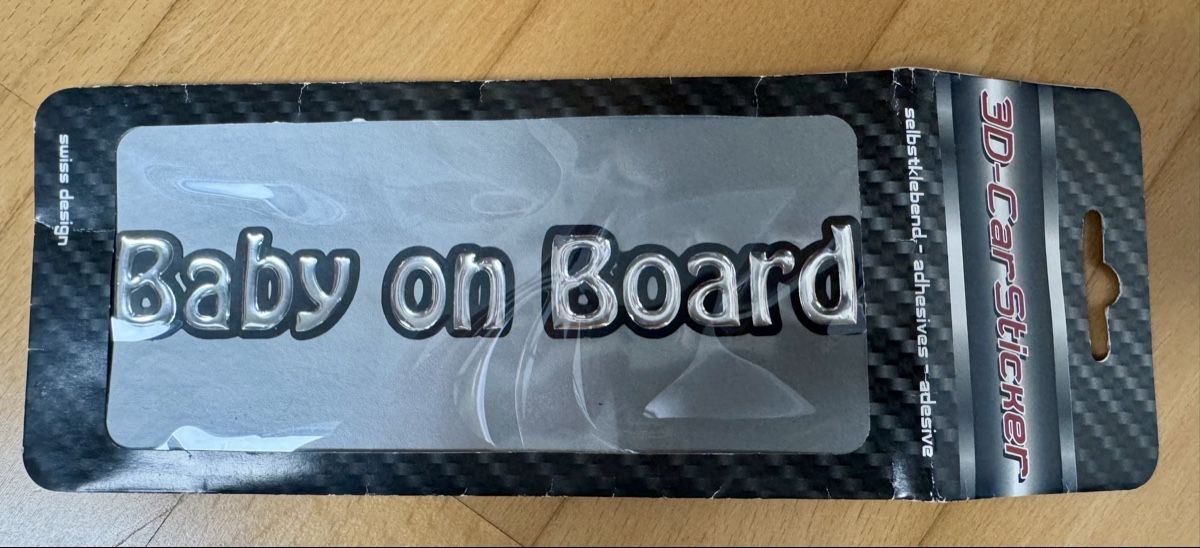 swiss design
Baby on Board
selbstklebend - adhesives - adesive
3D-CarSticker